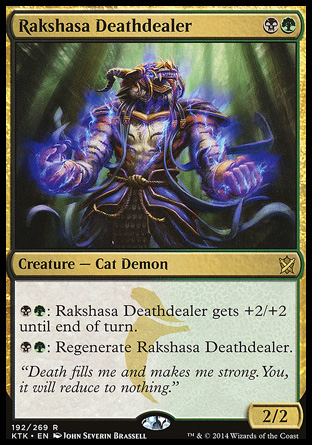 Rakshasa Deathdealer
Creature — Cat Demon
: Rakshasa Deathdealer gets +2/+2
until end of turn.
: Regenerate Rakshasa Deathdealer.
“Death fills me and makes me strong. You,
it will reduce to nothing.”
2/2
192/269 R
KTK • EN John Severin Brassell
™ & © 2014 Wizards of the Coast